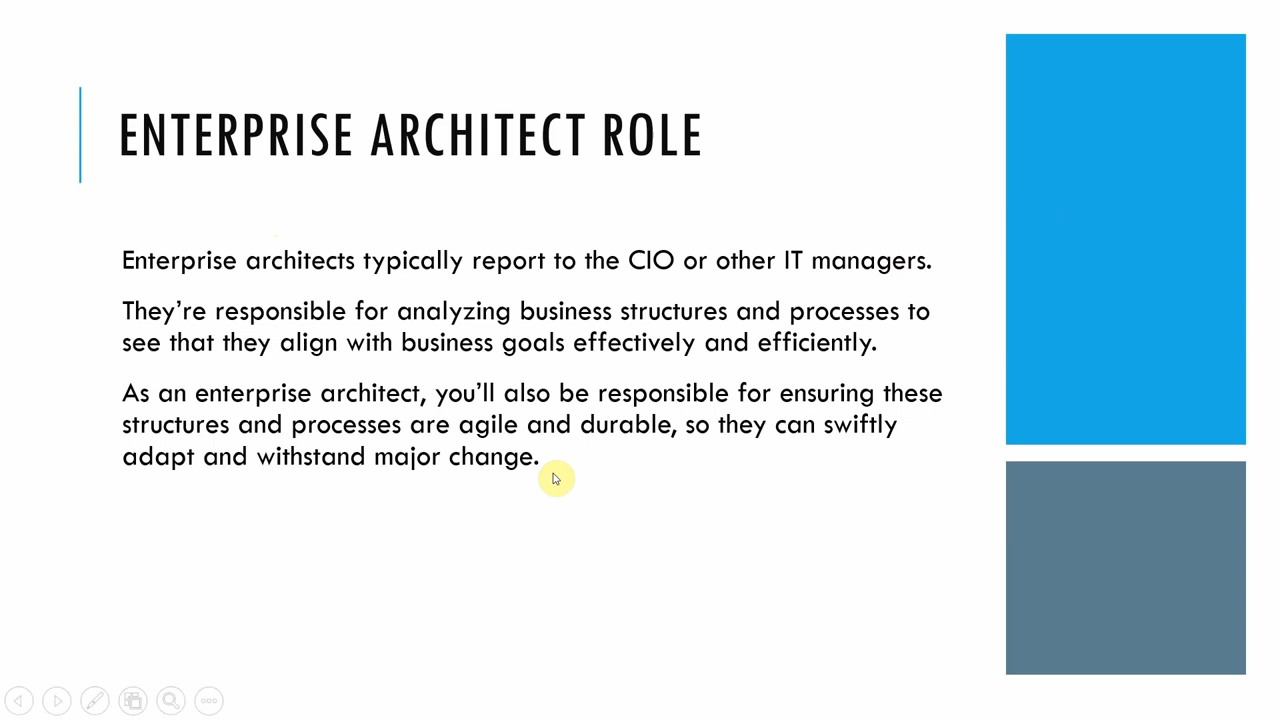 ENTERPRISE ARCHITECT ROLE
Enterprise architects typically report to the CIO or other IT managers.
They’re responsible for analyzing business structures and processes to
see that they align with business goals effectively and efficiently.
As an enterprise architect, you’ll also be responsible for ensuring these
structures and processes are agile and durable, so they can swiftly
adapt and withstand major change.